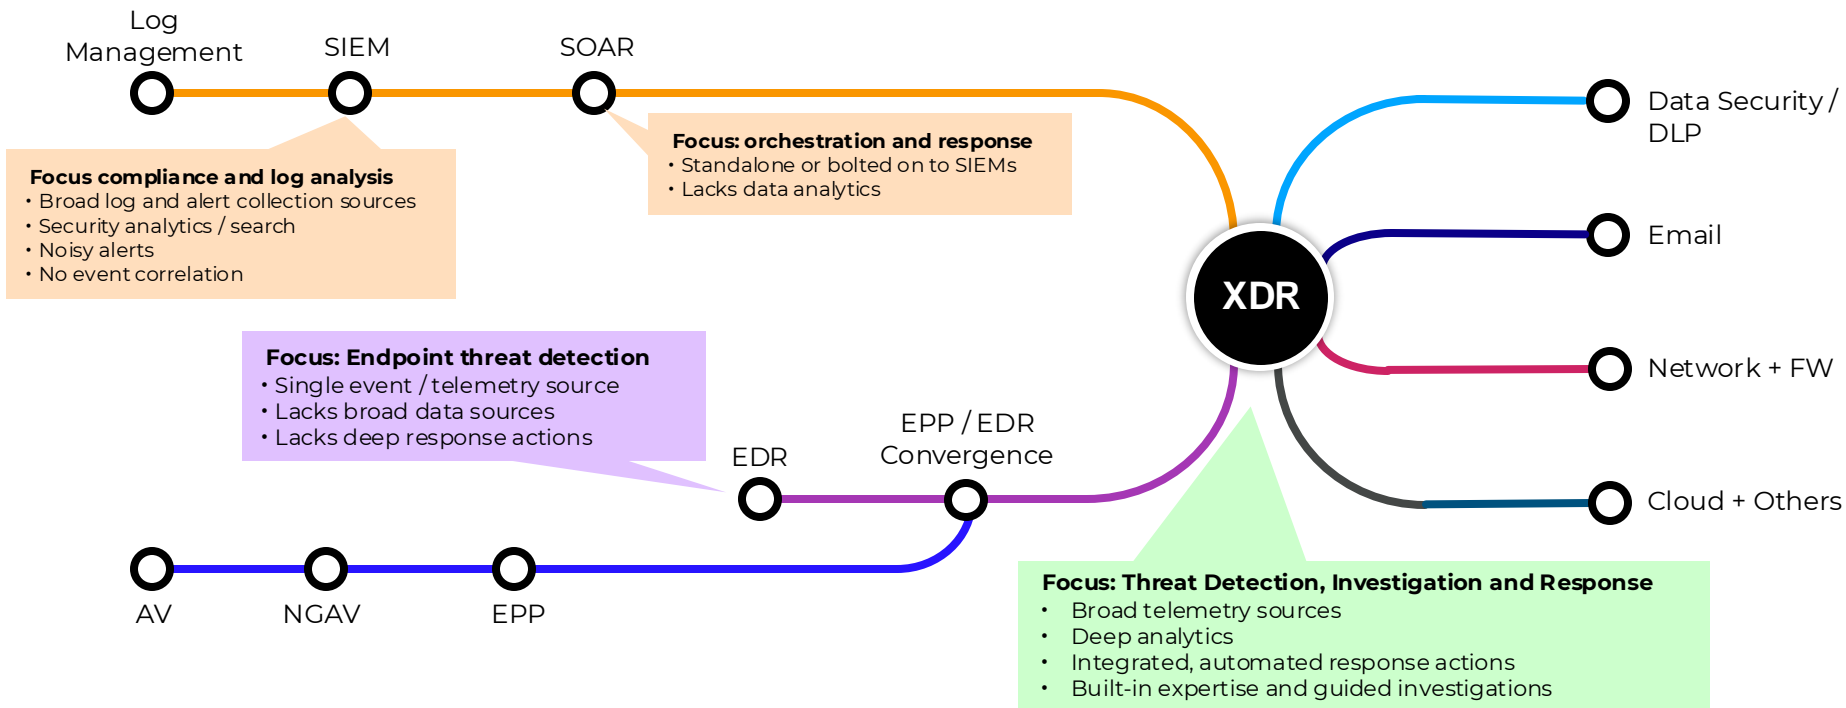 Log
Management
SIEM
SOAR
Data Security /
DLP
Focus: orchestration and response
• Standalone or bolted on to SIEMs
• Lacks data analytics
Focus compliance and log analysis
• Broad log and alert collection sources
• Security analytics / search
• Noisy alerts
• No event correlation
Email
XDR
Focus: Endpoint threat detection
• Single event / telemetry source
• Lacks broad data sources
• Lacks deep response actions
Network + FW
EDR
EPP / EDR
Convergence
Cloud + Others
AV
NGAV
EPP
Focus: Threat Detection, Investigation and Response
• Broad telemetry sources
• Deep analytics
• Integrated, automated response actions
• Built-in expertise and guided investigations